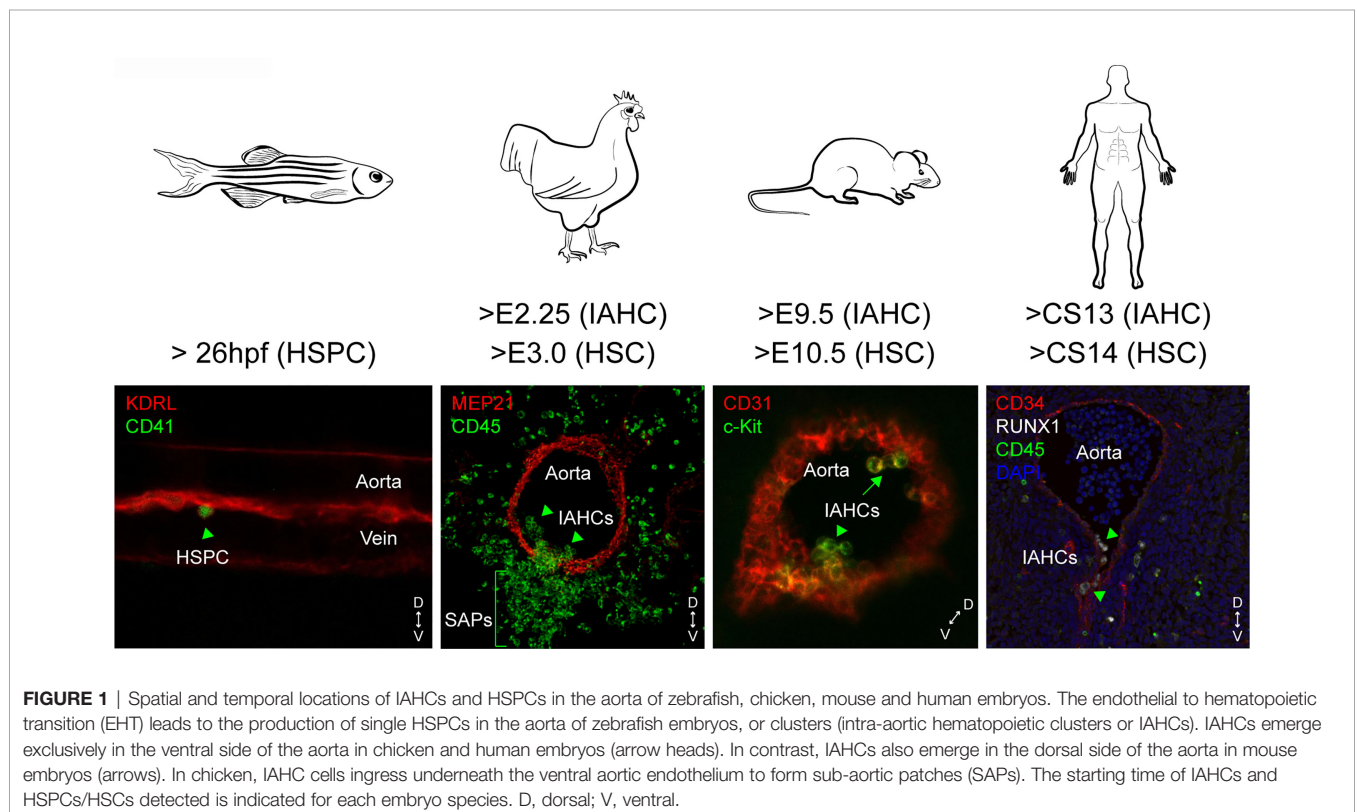 >E2.25 (IAHC) >E9.5 (IAHC) >CS13 (IAHC)
> 26hpf (HSPC) >E3.0 (HSC) >E10.5 (HSC) >CS14 (HSC)
KDRL
CD41
Aorta
Vein
HSPC
D
V
MEP21
CD45
Aorta
IAHCs
SAPs
D
V
CD31
c-Kit
Aorta
IAHCs
D
V
CD34
RUNX1
CD45
DAPI
Aorta
IAHCs
D
V
FIGURE 1 | Spatial and temporal locations of IAHCs and HSPCs in the aorta of zebrafish, chicken, mouse and human embryos. The endothelial to hematopoietic
transition (EHT) leads to the production of single HSPCs in the aorta of zebrafish embryos, or clusters (intra-aortic hematopoietic clusters or IAHCs). IAHCs emerge
exclusively in the ventral side of the aorta in chicken and human embryos (arrow heads). In contrast, IAHCs also emerge in the dorsal side of the aorta in mouse
embryos (arrows). In chicken, IAHC cells ingress underneath the ventral aortic endothelium to form sub-aortic patches (SAPs). The starting time of IAHCs and
HSPCs/HSCs detected is indicated for each embryo species. D, dorsal; V, ventral.